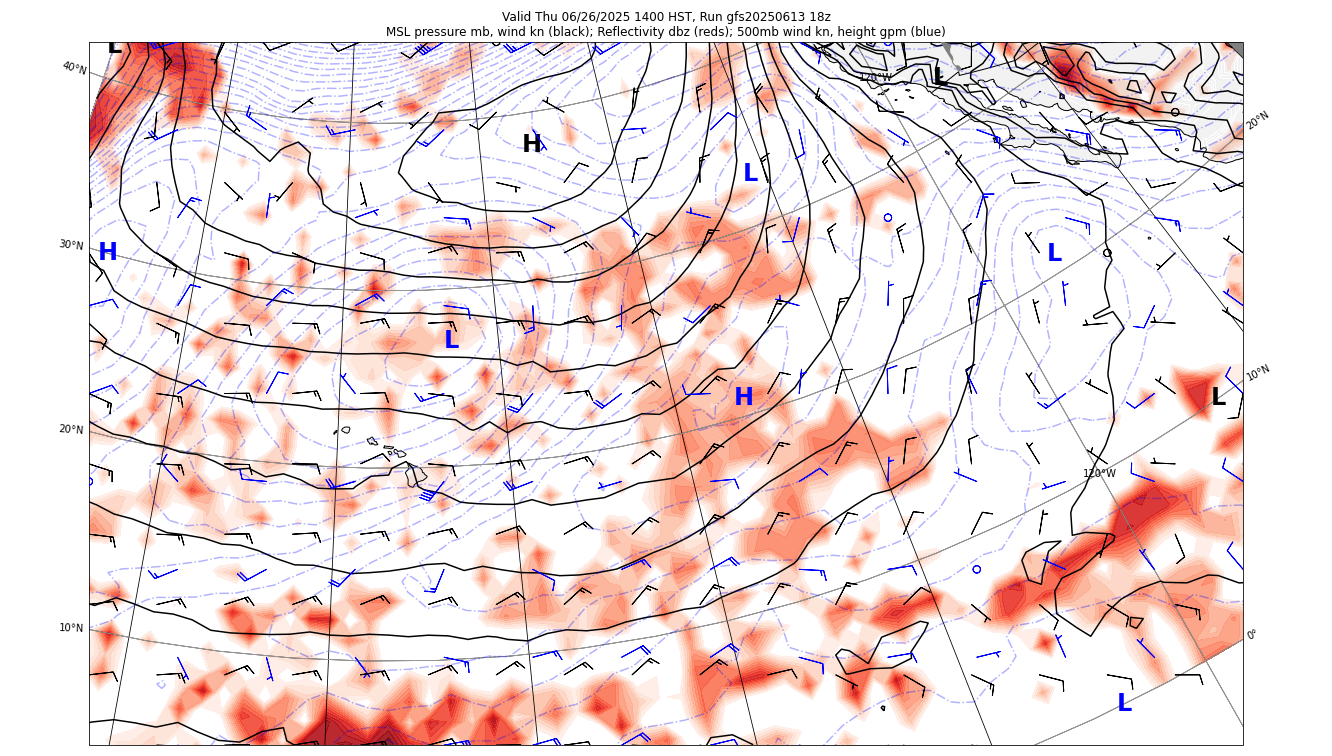 Valid Thu 06/26/2025 1400 HST, Run gfs20250613 18z
MSL pressure mb, wind kn (black); Reflectivity dbz (reds); 500mb wind kn, height gpm (blue)
L
40°N
120°W
L
20°N
H
L
30°N
H
L
L
10°N
H
L
20°N
120°W
10°N
0°
L